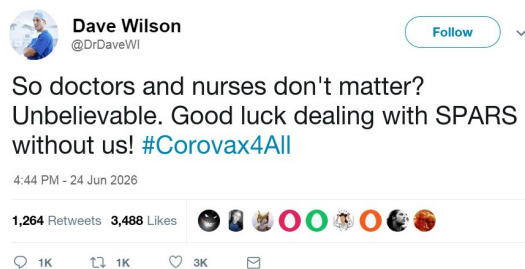 Dave Wilson
@DrDaveWI
Follow
So doctors and nurses don't matter?
Unbelievable. Good luck dealing with SPARS
without us! #Corovax4All
4:44 PM - 24 Jun 2026
1,264 Retweets 3,488 Likes
1K 1K 3K